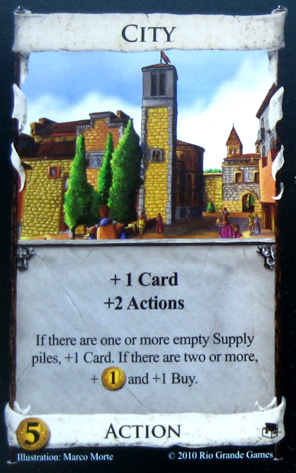 CITY
+ 1 Card
+2 Actions
If there are one or more empty Supply
piles, +1 Card. If there are two or more,
+ 1 and +1 Buy.
5 ACTION
Illustration: Marco Morte © 2010 Rio Grande Games